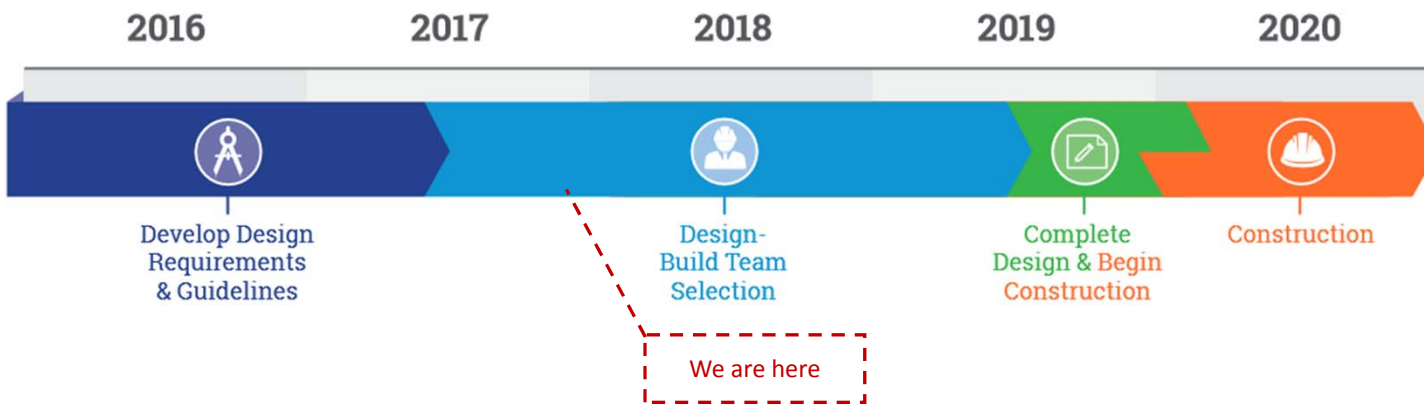 2016 2017 2018 2019 2020
Develop Design
Requirements
& Guidelines
Design-
Build Team
Selection
Complete
Design & Begin
Construction
Construction
We are here